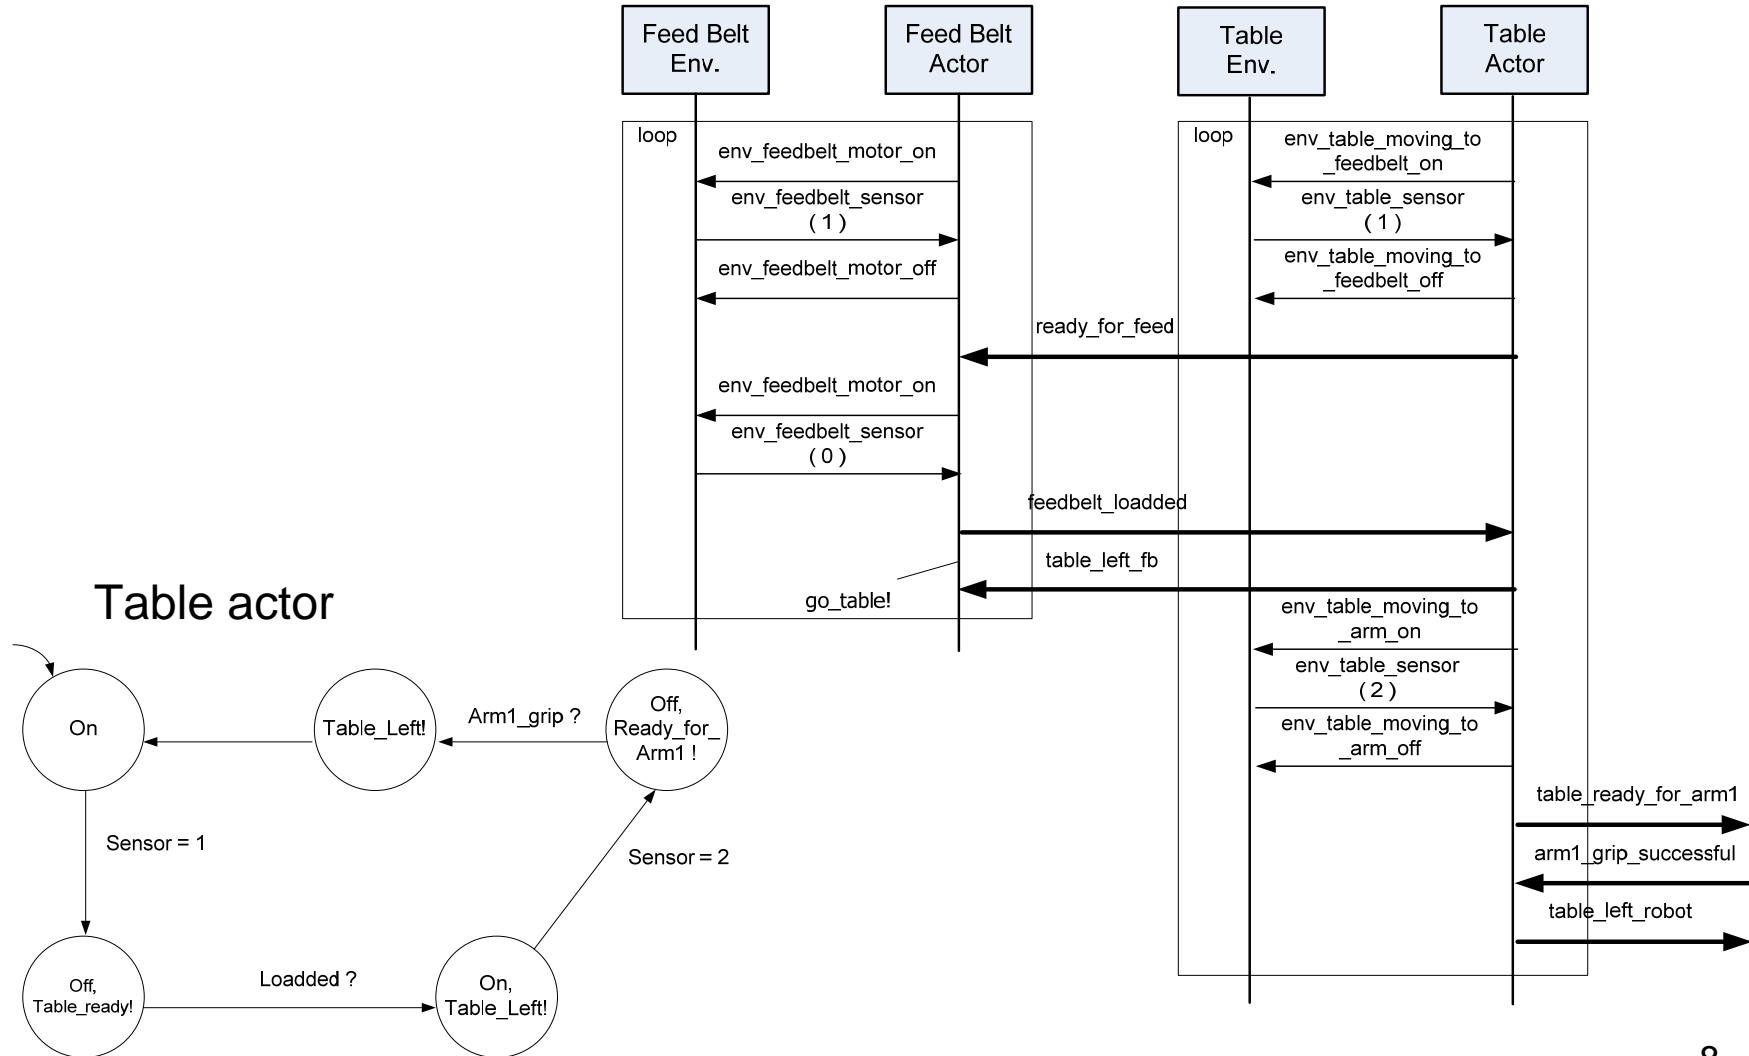 Feed Belt
Env.
Feed Belt
Actor
Table
Env.
Table
Actor
loop
env_feedbelt_motor_on
env_feedbelt_sensor
( 1 )
env_feedbelt_motor_off
loop
env_table_moving_to
_feedbelt_on
env_table_sensor
( 1 )
env_table_moving_to
_feedbelt_off
ready_for_feed
env_feedbelt_motor_on
env_feedbelt_sensor
( 0 )
feedbelt_loadded
table_left_fb
go_table!
env_table_moving_to
_arm_on
env_table_sensor
( 2 )
env_table_moving_to
_arm_off
table_ready_for_arm1
arm1_grip_successful
table_left_robot
Table actor
On
Table_Left!
Arm1_grip ?
Off,
Ready_for_
Arm1 !
Sensor = 1
Sensor = 2
Off,
Table_ready!
Loadded ?
On,
Table_Left!